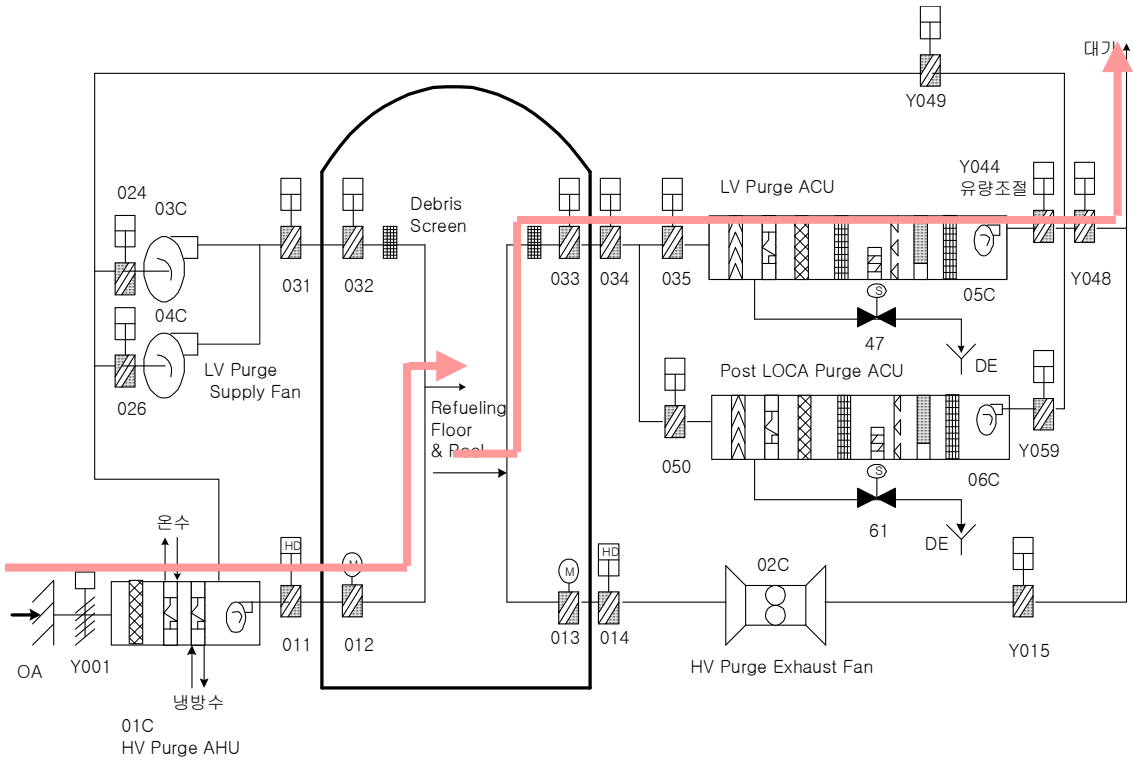 대기
Y049
024
03C
Debris
Screen
LV Purge ACU
Y044
유량조절
031
032
033
034
035
05C
Y048
04C
S
47
DE
LV Purge
Supply Fan
026
Post LOCA Purge ACU
Refueling
Floor
& Pool
050
Y059
06C
S
61
DE
온수
HD
M
M
HD
02C
011
012
013
014
Y015
OA
Y001
HV Purge Exhaust Fan
냉방수
01C
HV Purge AHU